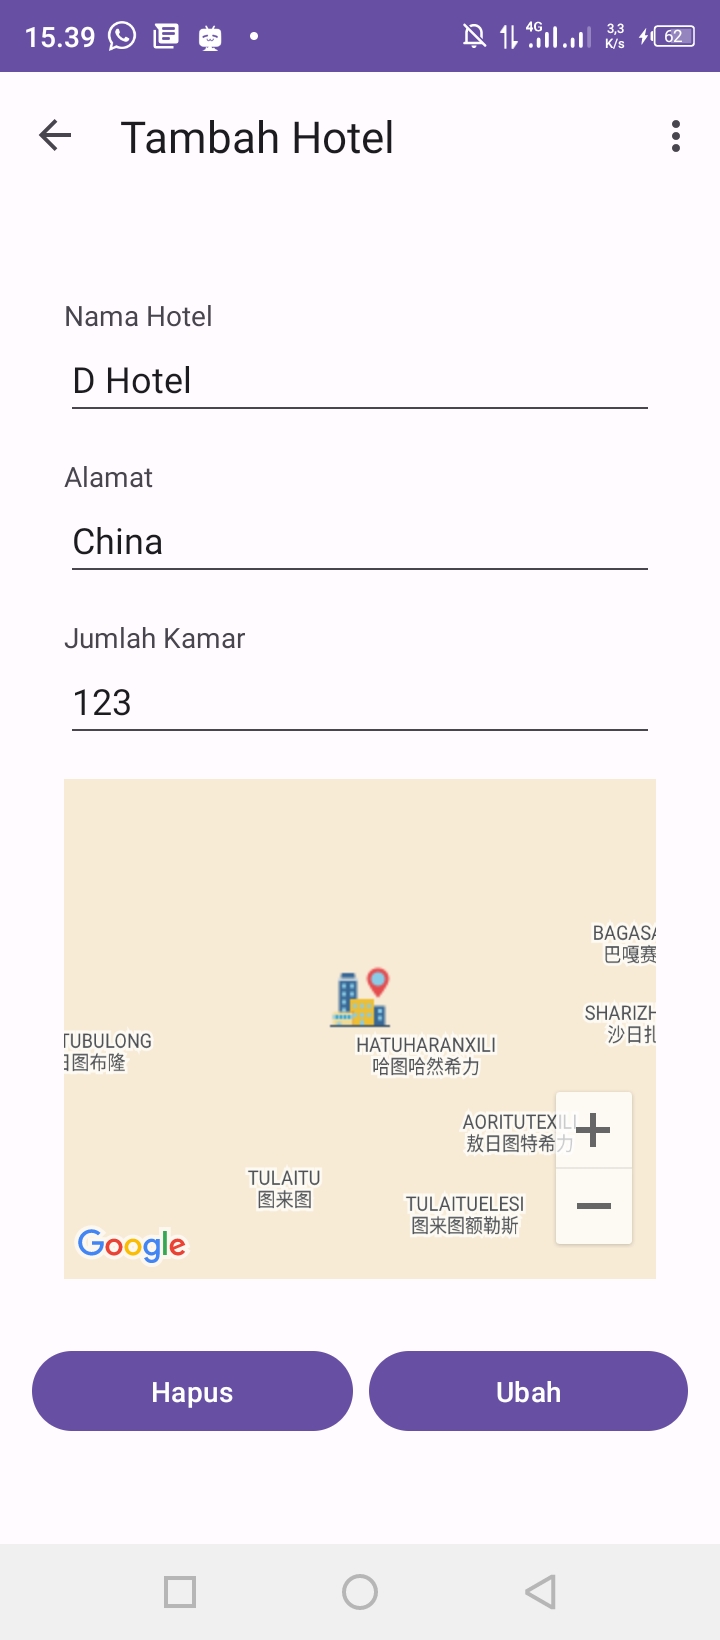 15.39
4G
3,3
K/s
62
Tambah Hotel
Nama Hotel
D Hotel
Alamat
China
Jumlah Kamar
123
BAGASA
巴嘎赛
SHARIZH
沙日扎
TUBULONG
日图布隆
HATUHARANXILI
哈图哈然希力
AORITUTEXILI
敖日图特希力
TULAITU
图来图
TULAITUELESI
图来图额勒斯
Google
Hapus
Ubah